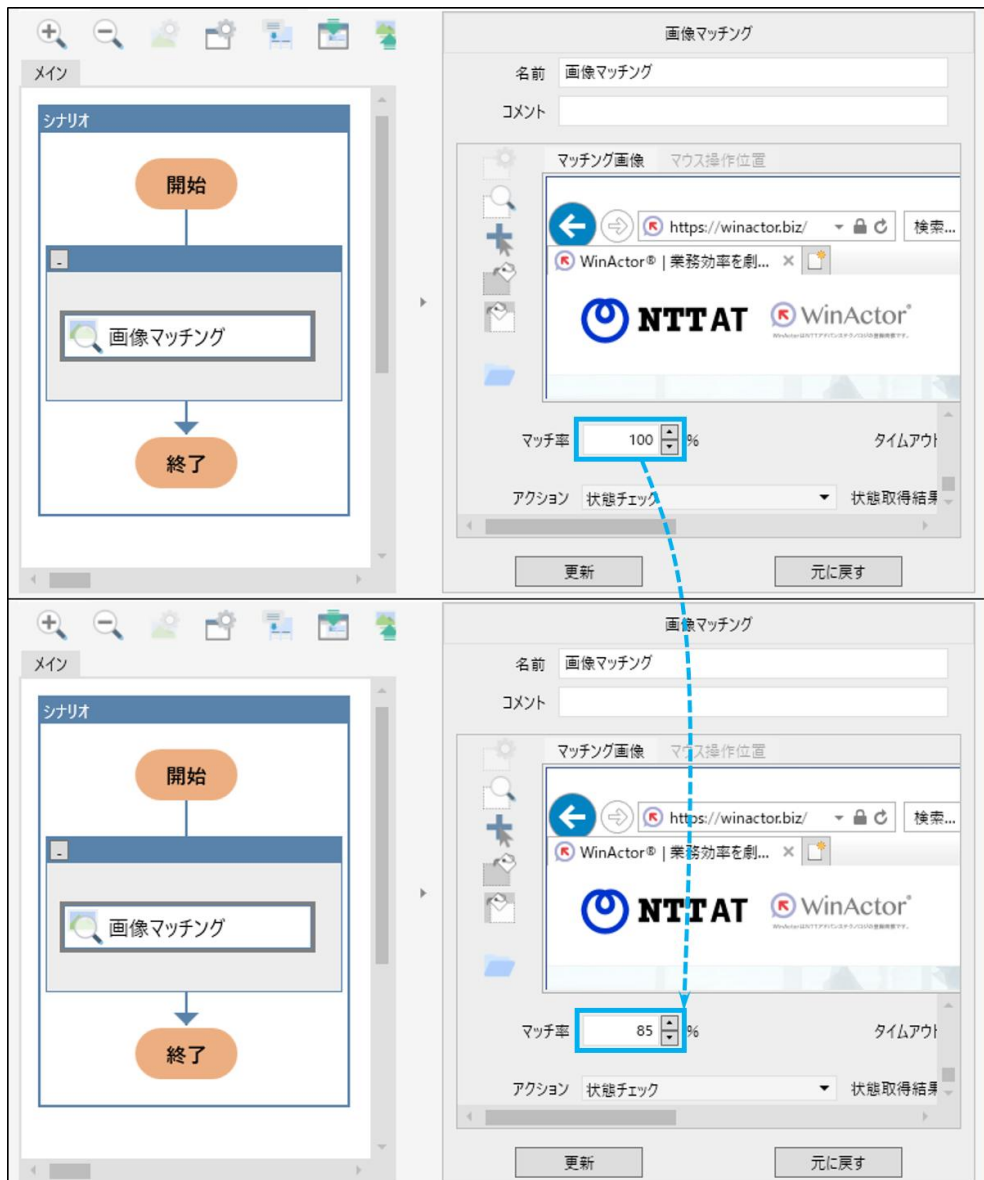 画像マッチング
名前 画像マッチング
コメント
メイン
シナリオ
開始
画像マッチング
終了
マッチング画像 マウス操作位置
https://winactor.biz/ 検索...
WinActor® | 業務効率を劇...
NTT AT WinActor®
マッチ率 100 % タイムアウト
アクション 状態チェック 状態取得結果
更新 元に戻す
画像マッチング
名前 画像マッチング
コメント
メイン
シナリオ
開始
画像マッチング
終了
マッチング画像 マウス操作位置
https://winactor.biz/ 検索...
WinActor® | 業務効率を劇...
NTT AT WinActor®
マッチ率 85 % タイムアウト
アクション 状態チェック 状態取得結果
更新 元に戻す